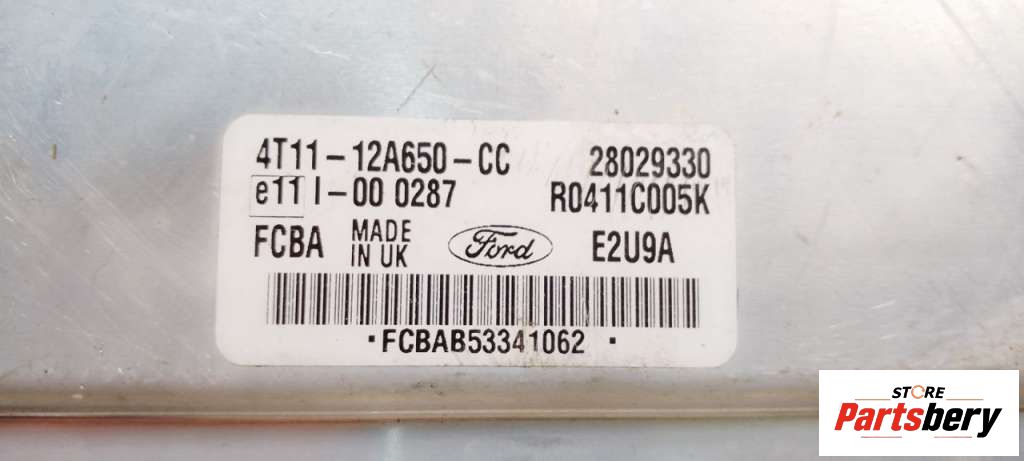 4T11-12A650-CC 28029330
e11 I-00 0287 R0411C005K
FCBA MADE IN UK Ford E2U9A
·FCBAB53341062 ·
STORE
Partsbery